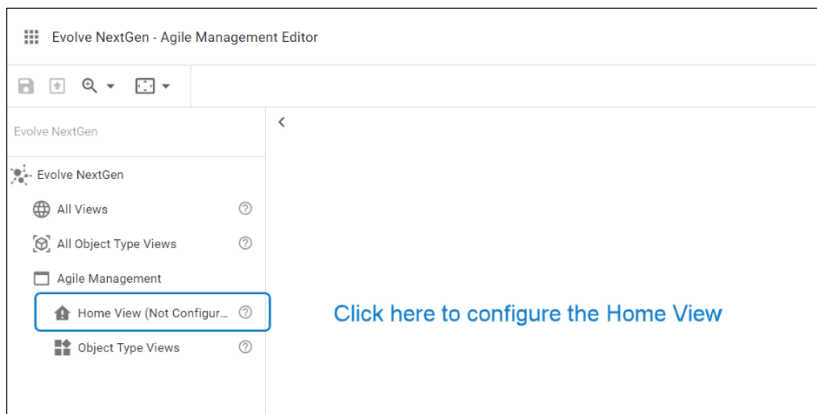 Evolve NextGen - Agile Management Editor
Evolve NextGen
Evolve NextGen
All Views
All Object Type Views
Agile Management
Home View (Not Configur...
Click here to configure the Home View
Object Type Views